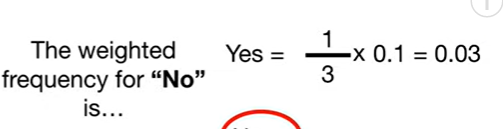 The weighted
frequency for “No”
is...
Yes = 1/3 x 0.1 = 0.03